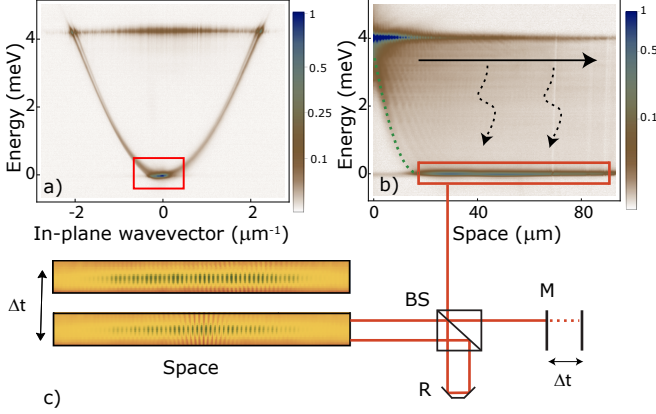 1
0.5
0.25
0.1
4
2
0
Energy (meV)
a)
-2
0
2
In-plane wavevector (μm⁻¹)
1
0.5
0.1
4
2
0
Energy (meV)
b)
0
40
80
Space (μm)
Δt
Space
c)
BS
M
Δt
R